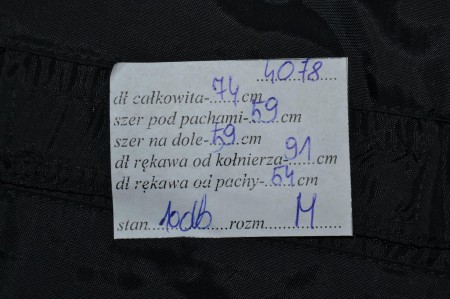 4078
dł całkowita-74cm
szer pod pachami-59cm
szer na dole-59cm
dł rękawa od kołnierza-91cm
dł rękawa od pachy-54cm
stan 10db rozm M